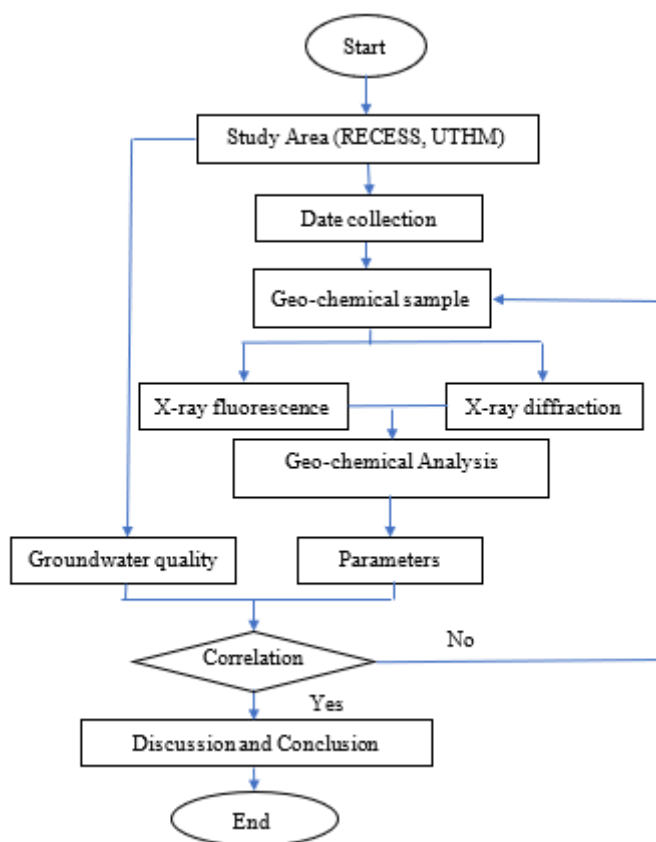 Start
Study Area (RECESS, UTHM)
Date collection
Geo-chemical sample
X-ray fluorescence
X-ray diffraction
Geo-chemical Analysis
Groundwater quality
Parameters
Correlation
No
Yes
Discussion and Conclusion
End